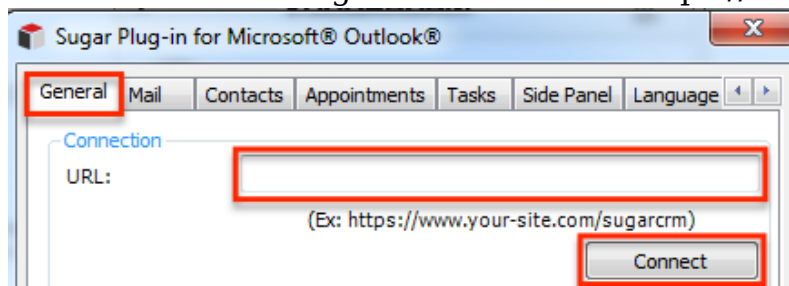 Sugar Plug-in for Microsoft® Outlook®
General Mail Contacts Appointments Tasks Side Panel Language
Connection
URL:
(Ex: https://www.your-site.com/sugarcrm)
Connect